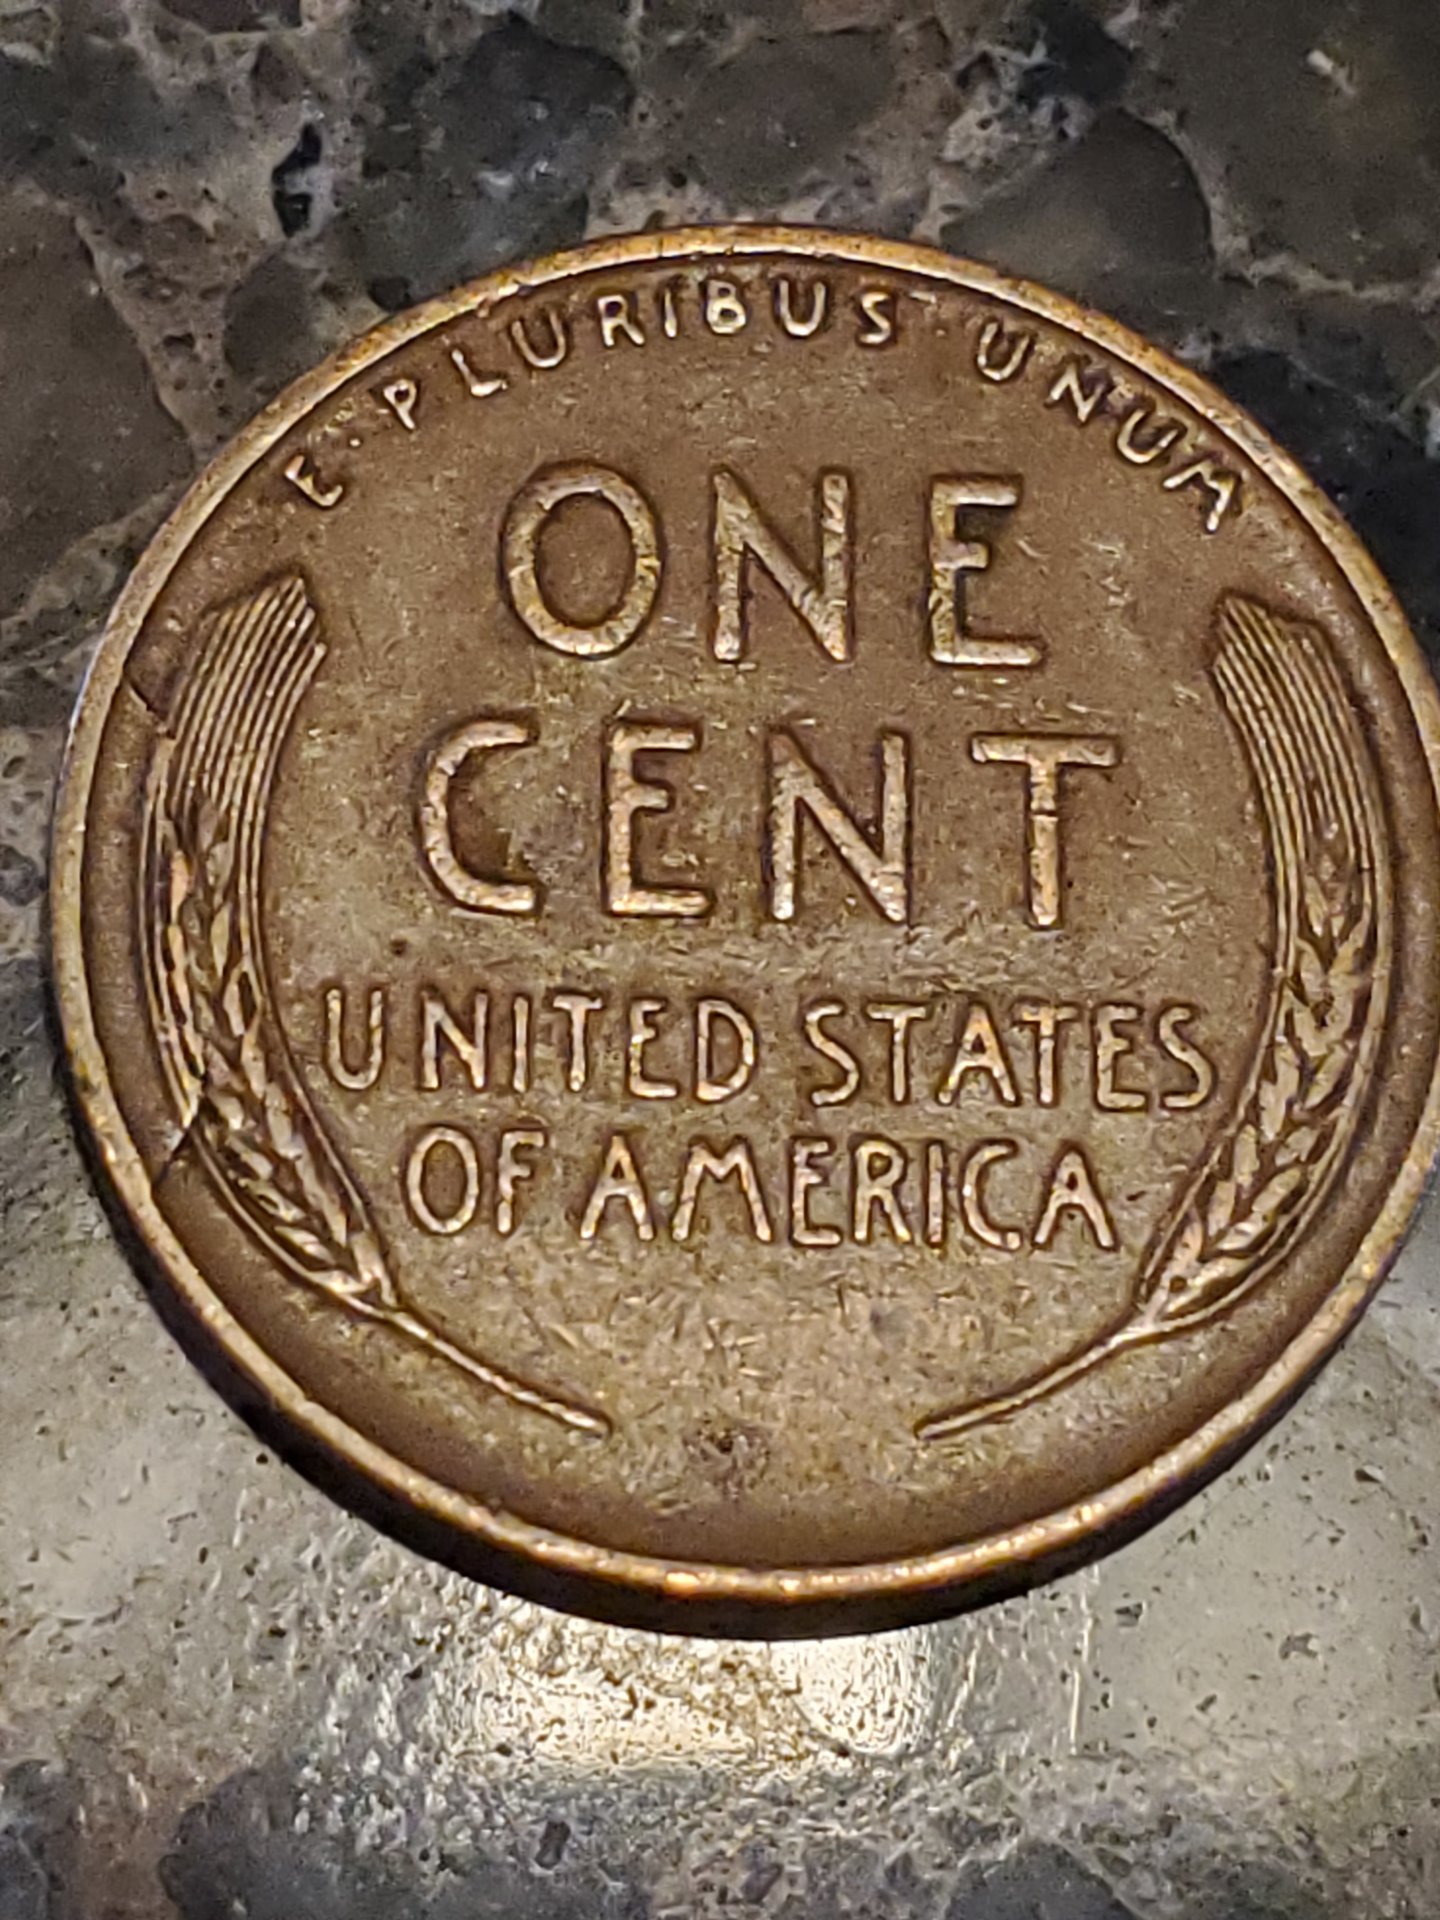 E · PLURIBUS · UNUM
ONE
CENT
UNITED STATES
OF AMERICA